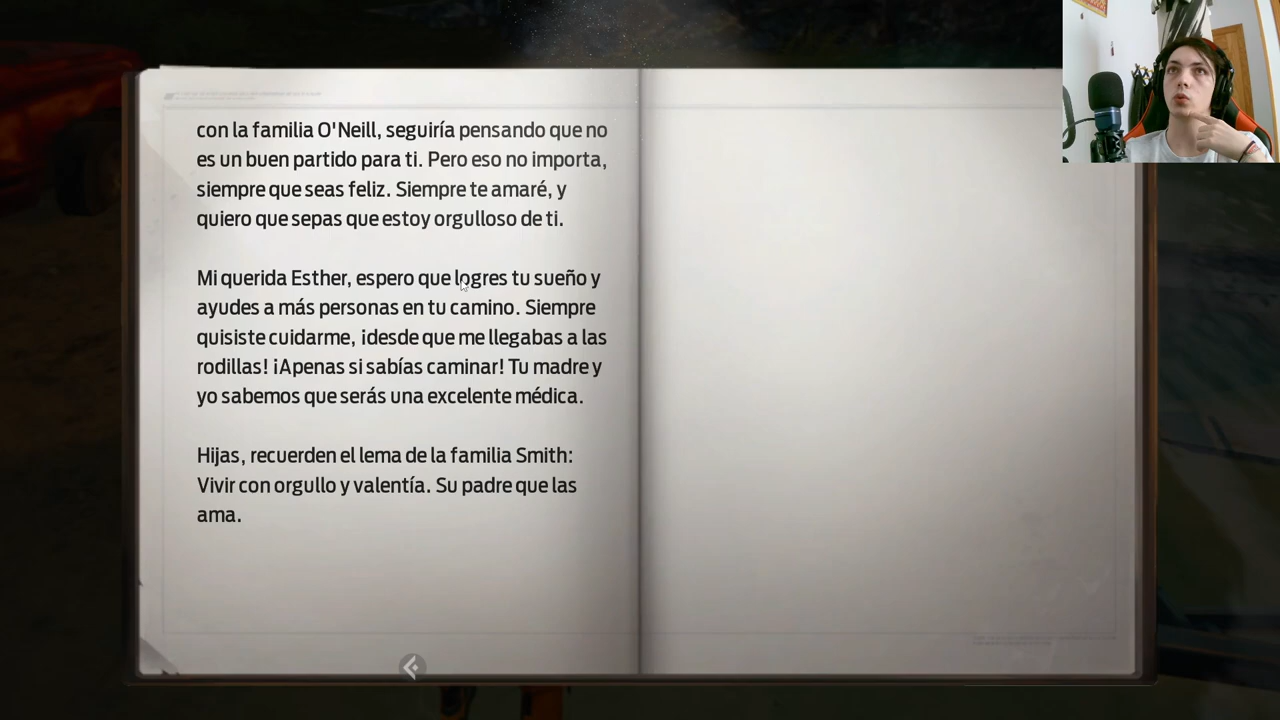 con la familia O'Neill, seguiría pensando que no
es un buen partido para ti. Pero eso no importa,
siempre que seas feliz. Siempre te amaré, y
quiero que sepas que estoy orgulloso de ti.
Mi querida Esther, espero que logres tu sueño y
ayudes a más personas en tu camino. Siempre
quisiste cuidarme, ¡desde que me llegabas a las
rodillas! ¡Apenas si sabías caminar! Tu madre y
yo sabemos que serás una excelente médica.
Hijas, recuerden el lema de la familia Smith:
Vivir con orgullo y valentía. Su padre que las
ama.